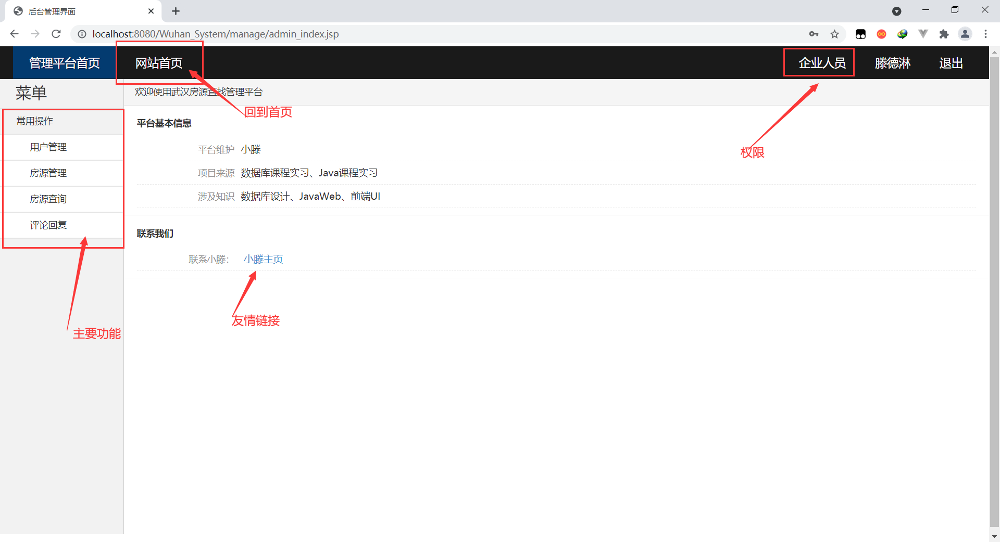 后台管理界面
localhost:8080/Wuhan_System/manage/admin_index.jsp
管理平台首页 网站首页 企业人员 滕德淋 退出
菜单
欢迎使用武汉房源查找管理平台
回到首页
常用操作
平台基本信息
用户管理
平台维护 小滕
权限
房源管理
项目来源 数据库课程实习、Java课程实习
房源查询
涉及知识 数据库设计、JavaWeb、前端UI
评论回复
联系我们
联系小滕： 小滕主页
友情链接
主要功能